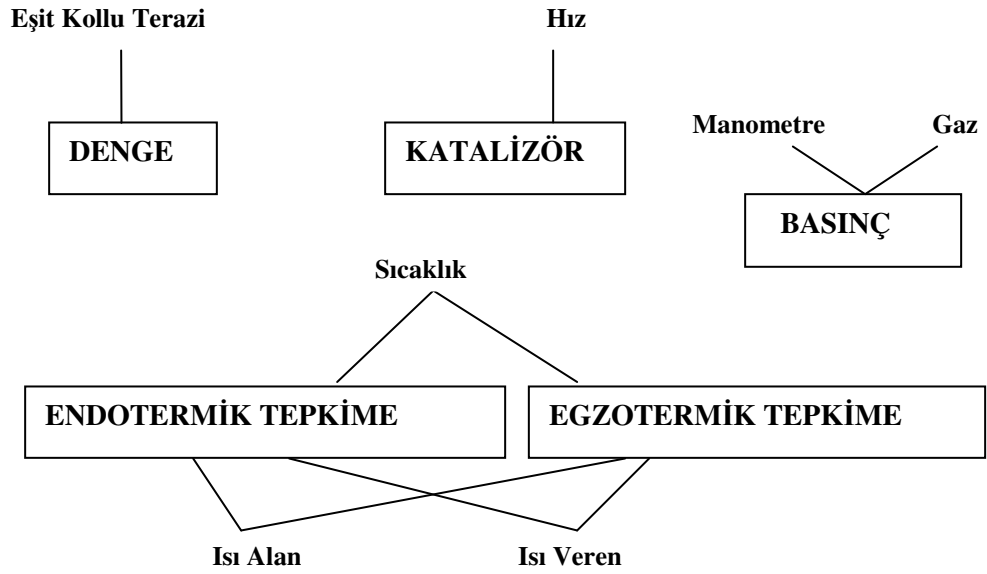 Eşit Kollu Terazi
Hız
DENGE
KATALİZÖR
Manometre
Gaz
BASINÇ
Sıcaklık
ENDOTERMİK TEPKİME
EGZOTERMİK TEPKİME
Isı Alan
Isı Veren